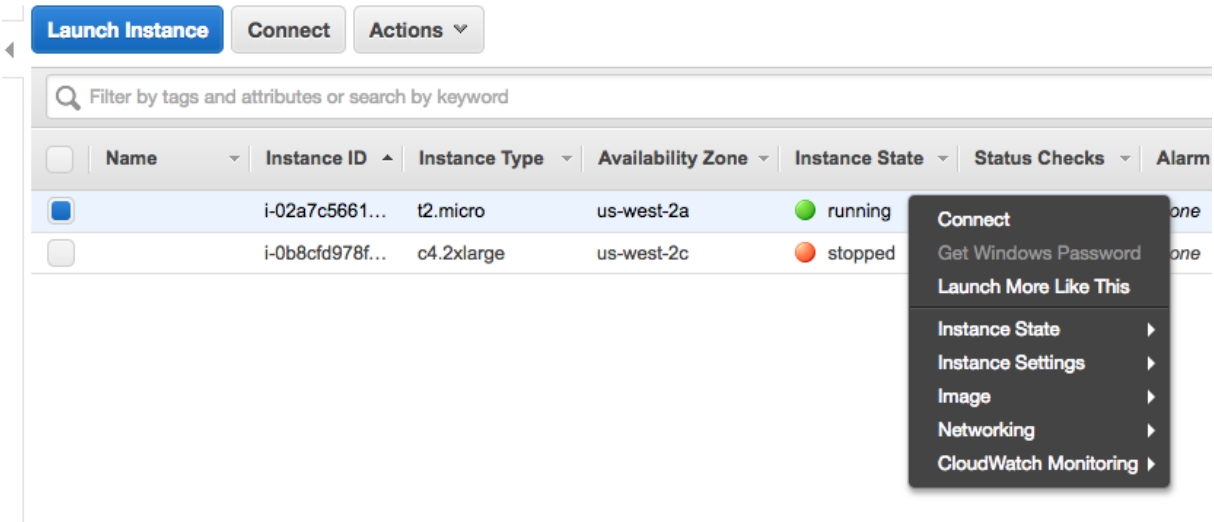 Launch Instance Connect Actions
Filter by tags and attributes or search by keyword
Name Instance ID Instance Type Availability Zone Instance State Status Checks Alarm
i-02a7c5661... t2.micro us-west-2a running one
i-0b8cfd978f... c4.2xlarge us-west-2c stopped one
Connect
Get Windows Password
Launch More Like This
Instance State
Instance Settings
Image
Networking
CloudWatch Monitoring